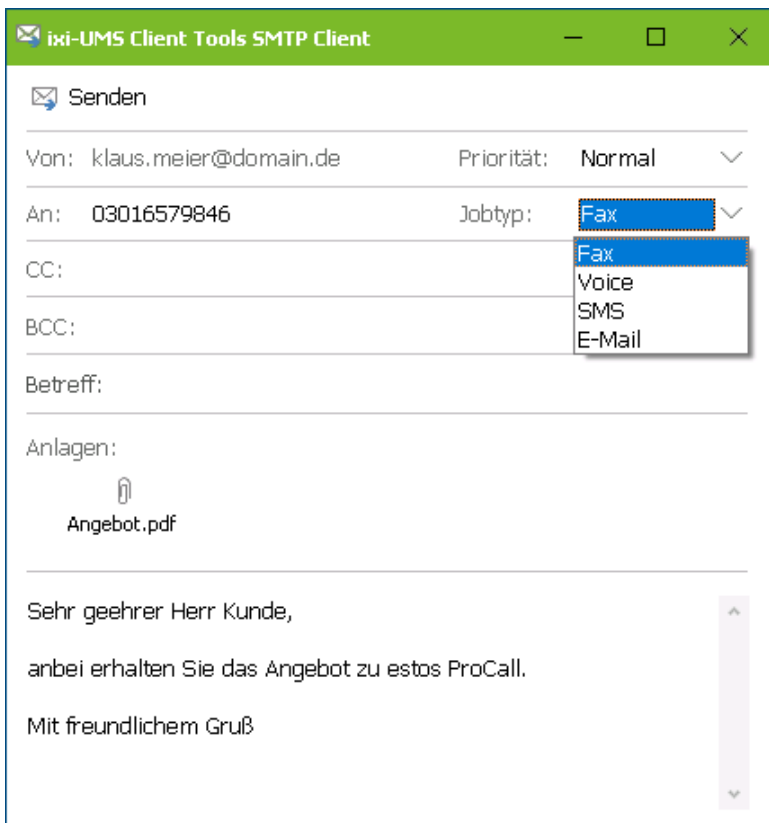 ixi-UMS Client Tools SMTP Client
Senden
Von: klaus.meier@domain.de Priorität: Normal
An: 03016579846 Jobtyp: Fax
Fax
Voice
SMS
E-Mail
CC:
BCC:
Betreff:
Anlagen:
Angebot.pdf
Sehr geehrer Herr Kunde,
anbei erhalten Sie das Angebot zu estos ProCall.
Mit freundlichem Gruß